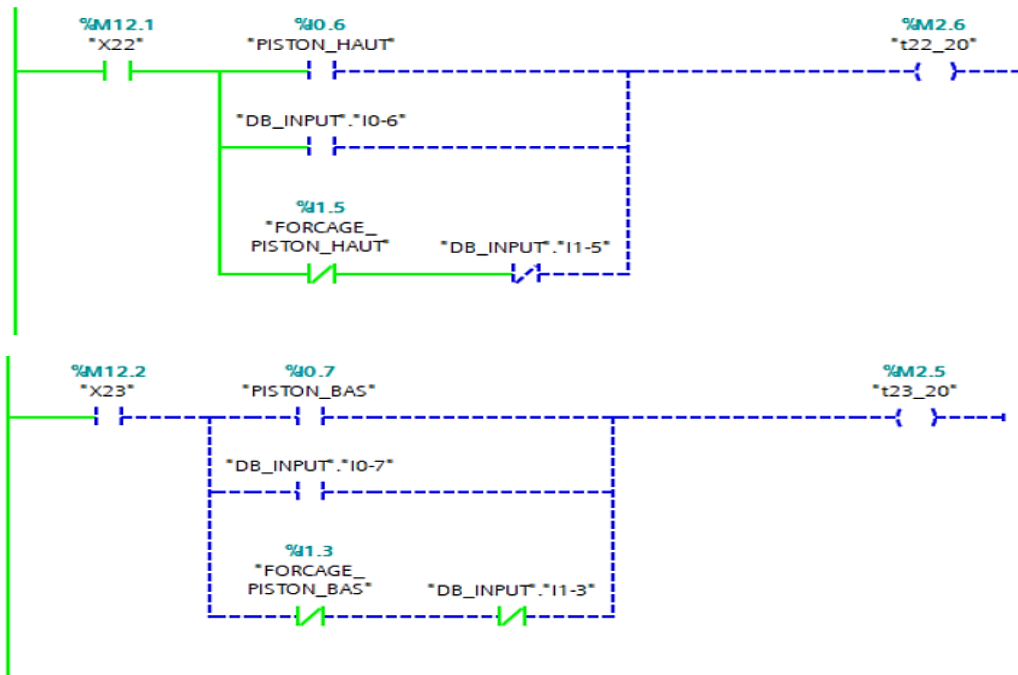 %M12.1
"X22"
%I0.6
"PISTON_HAUT"
%M2.6
"t22_20"
"DB_INPUT"."I0-6"
%I1.5
"FORCAGE_
PISTON_HAUT"
"DB_INPUT"."I1-5"
%M12.2
"X23"
%I0.7
"PISTON_BAS"
%M2.5
"t23_20"
"DB_INPUT"."I0-7"
%I1.3
"FORCAGE_
PISTON_BAS"
"DB_INPUT"."I1-3"